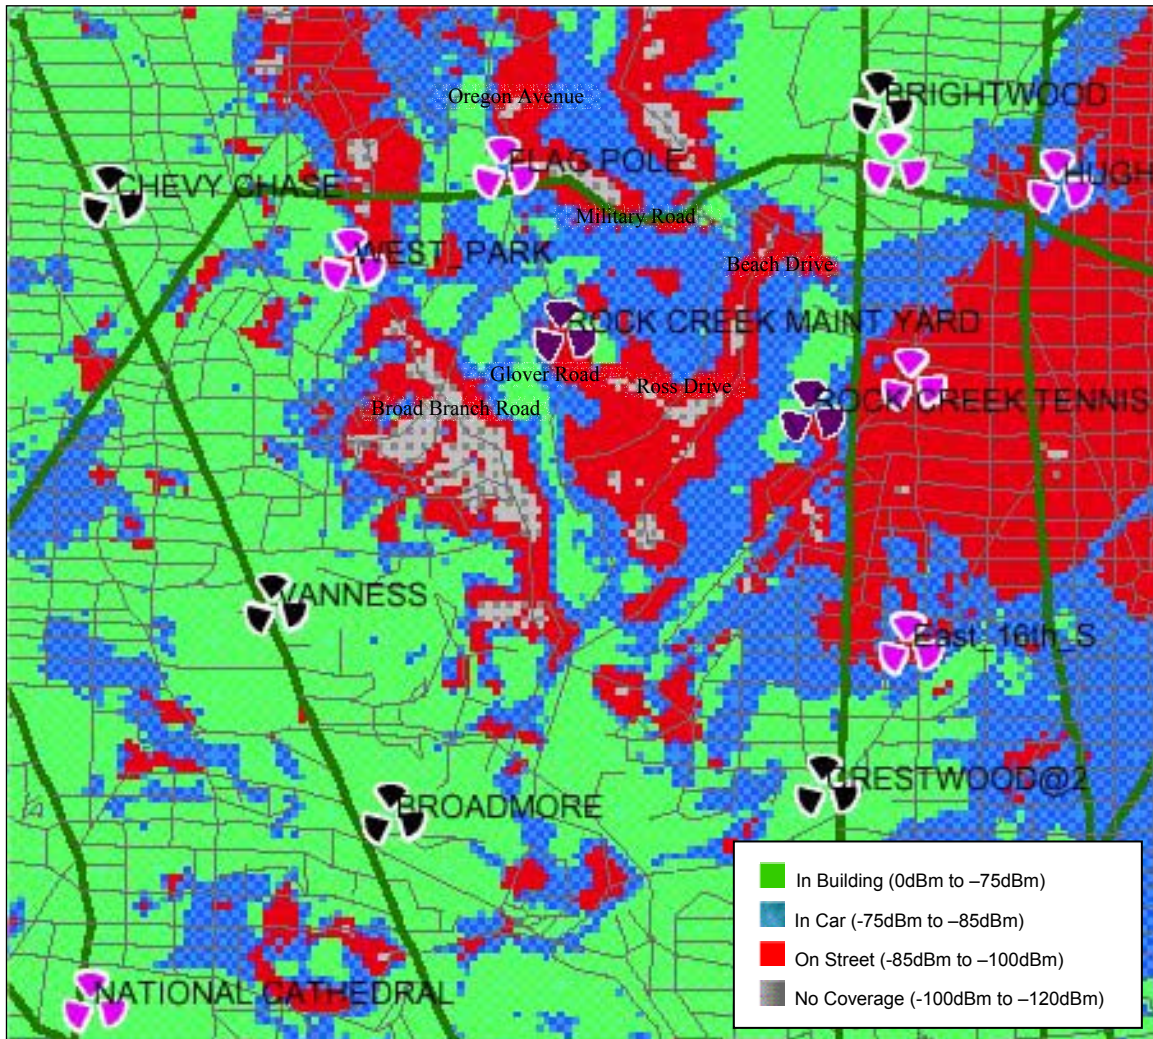 Oregon Avenue
BRIGHTWOOD
FLAG POLE
CHEVY CHASE
HUGH
Military Road
WEST_PARK
Beach Drive
ROCK CREEK MAINT YARD
Glover Road
Ross Drive
Broad Branch Road
ROCK CREEK TENNIS
VANNESS
East_16th_S
CRESTWOOD@2
BROADMORE
In Building (0dBm to –75dBm)
In Car (-75dBm to –85dBm)
On Street (-85dBm to –100dBm)
No Coverage (-100dBm to –120dBm)
NATIONAL CATHEDRAL